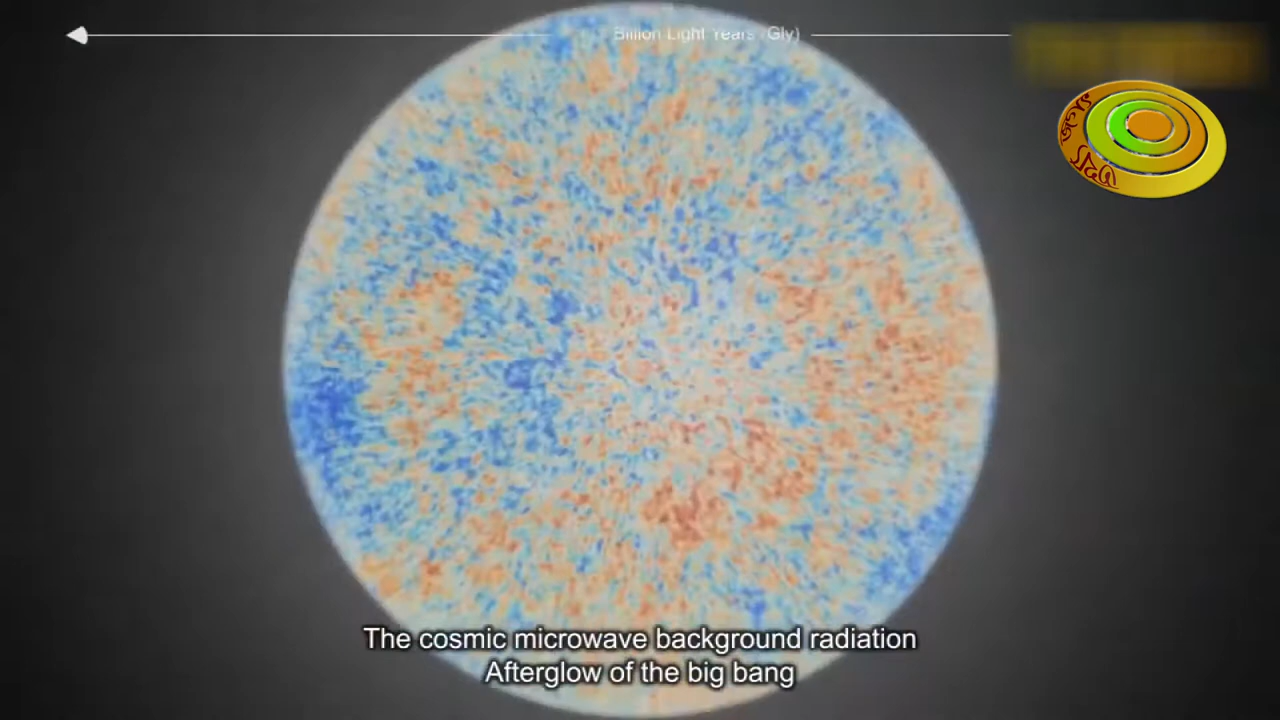 Billion Light Years (Gly)
The cosmic microwave background radiation
Afterglow of the big bang